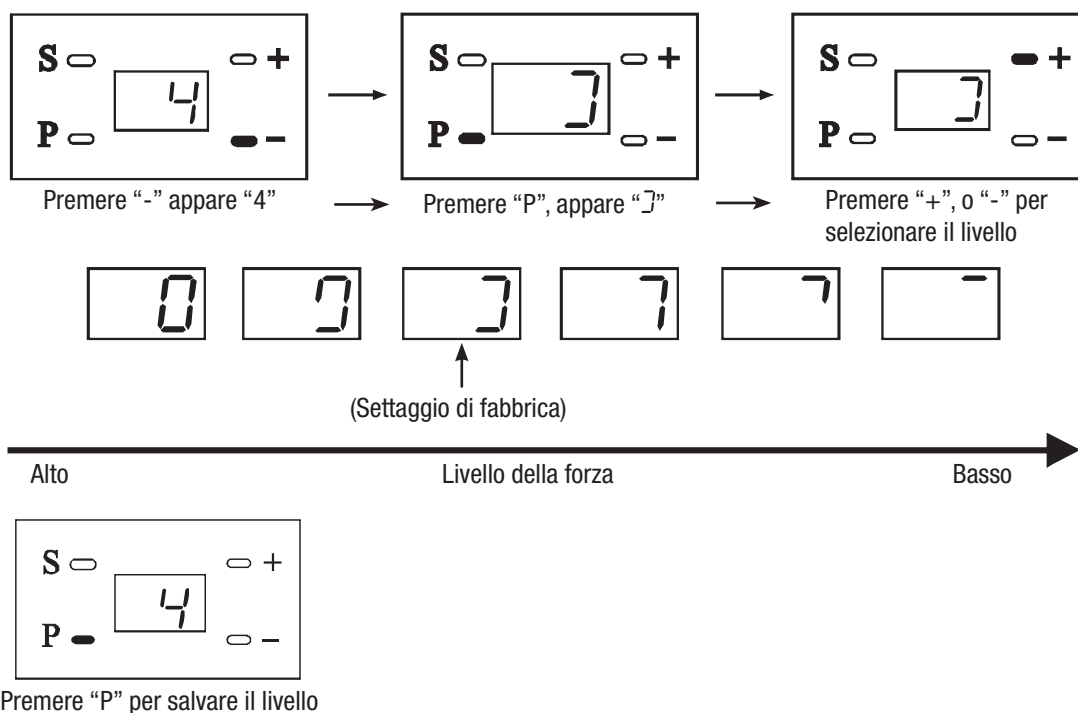 S + S + S +
4 ⊐ ⊐
P - P - P -
Premere “-” appare “4” Premere “P”, appare “⊐” Premere “+”, o “-” per
selezionare il livello
0
(Settaggio di fabbrica)
Alto Livello della forza Basso
S +
4
P -
Premere “P” per salvare il livello